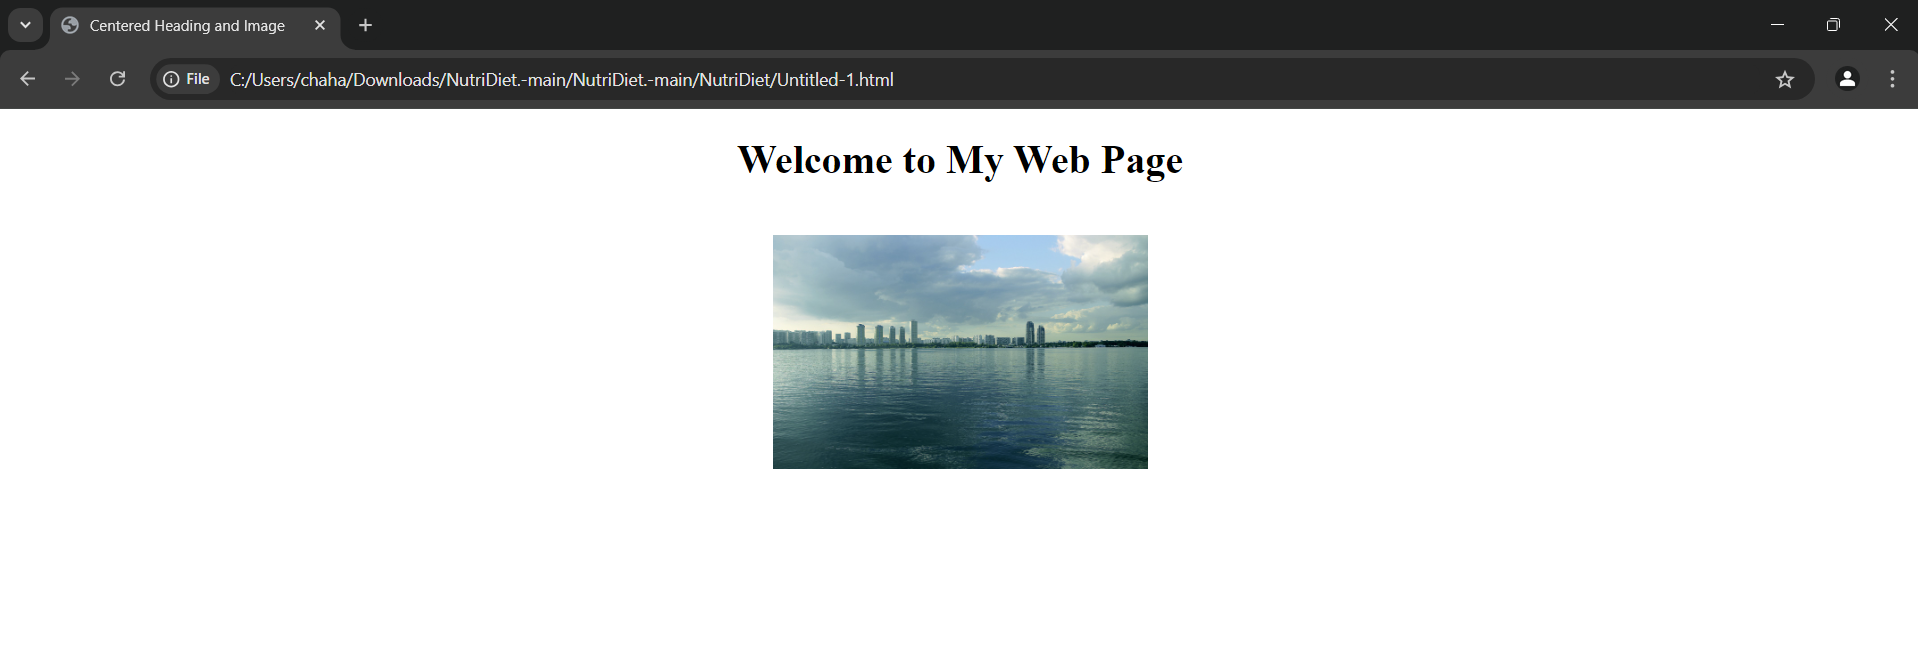 Centered Heading and Image
File C:/Users/chaha/Downloads/NutriDiet.-main/NutriDiet.-main/NutriDiet/Untitled-1.html
Welcome to My Web Page